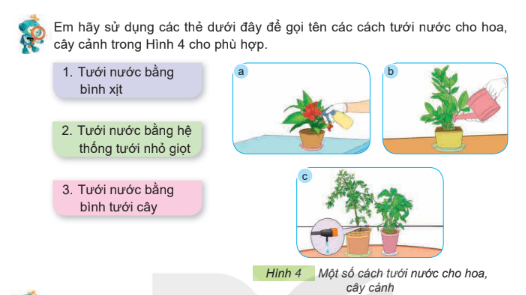 Em hãy sử dụng các thẻ dưới đây để gọi tên các cách tưới nước cho hoa,
cây cảnh trong Hình 4 cho phù hợp.
1. Tưới nước bằng
bình xịt
2. Tưới nước bằng hệ
thống tưới nhỏ giọt
3. Tưới nước bằng
bình tưới cây
a
b
c
Hình 4 Một số cách tưới nước cho hoa,
cây cảnh